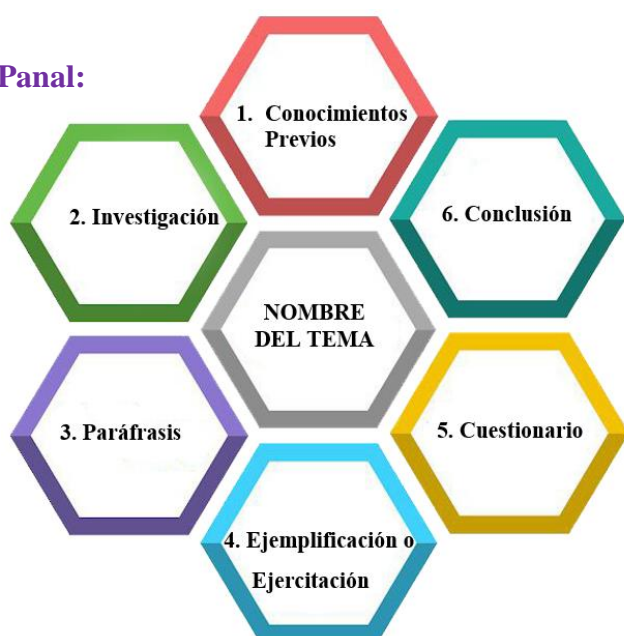 Panal:
1. Conocimientos
Previos
2. Investigación
6. Conclusión
NOMBRE
DEL TEMA
3. Paráfrasis
5. Cuestionario
4. Ejemplificación o
Ejercitación